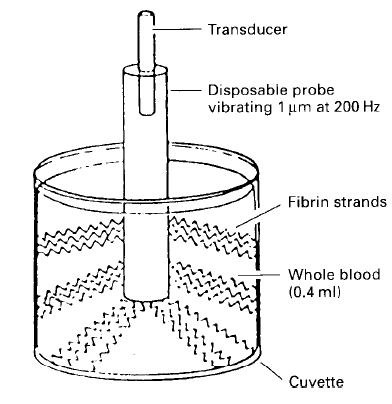 Transducer
Disposable probe
vibrating 1 μm at 200 Hz
Fibrin strands
Whole blood
(0.4 ml)
Cuvette